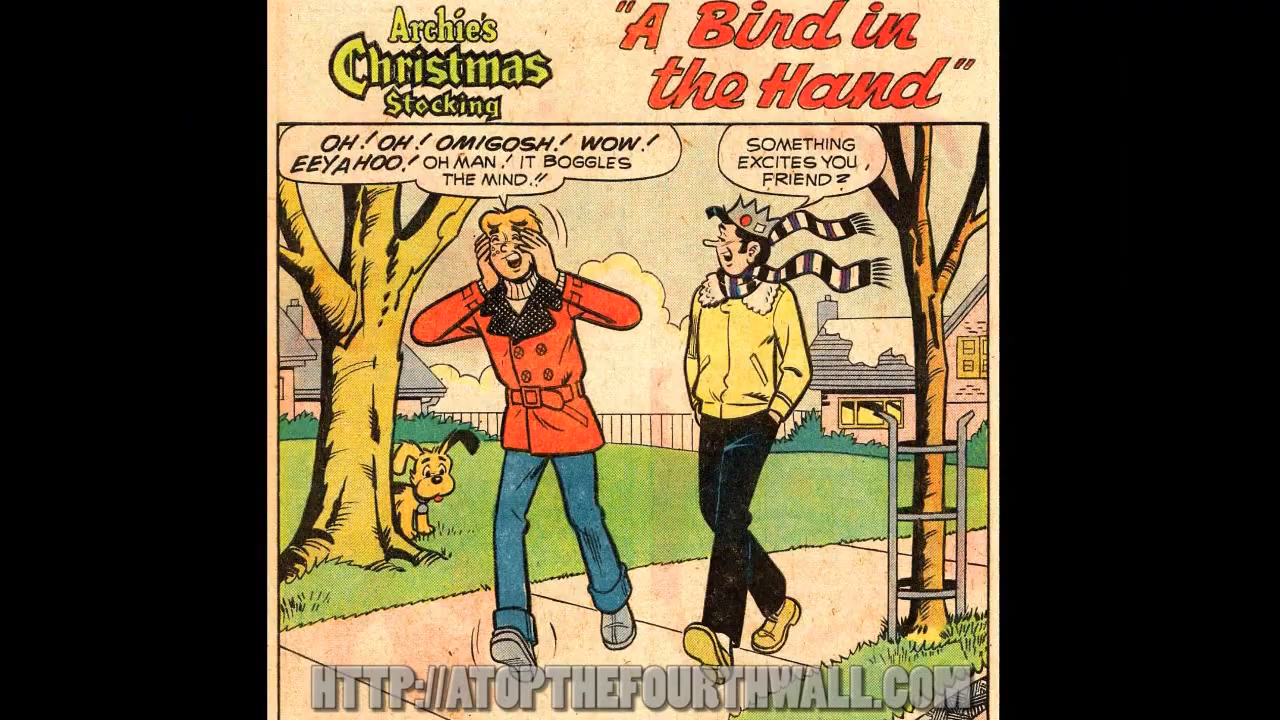 Archie's
Christmas
Stocking
"A Bird in
the Hand"
OH! OH! OMIGOSH! WOW!
EEYAHOO! OH MAN! IT BOGGLES
THE MIND!!
SOMETHING
EXCITES YOU,
FRIEND?
HTTP://ATOPTHEFOURTHWALL.COM